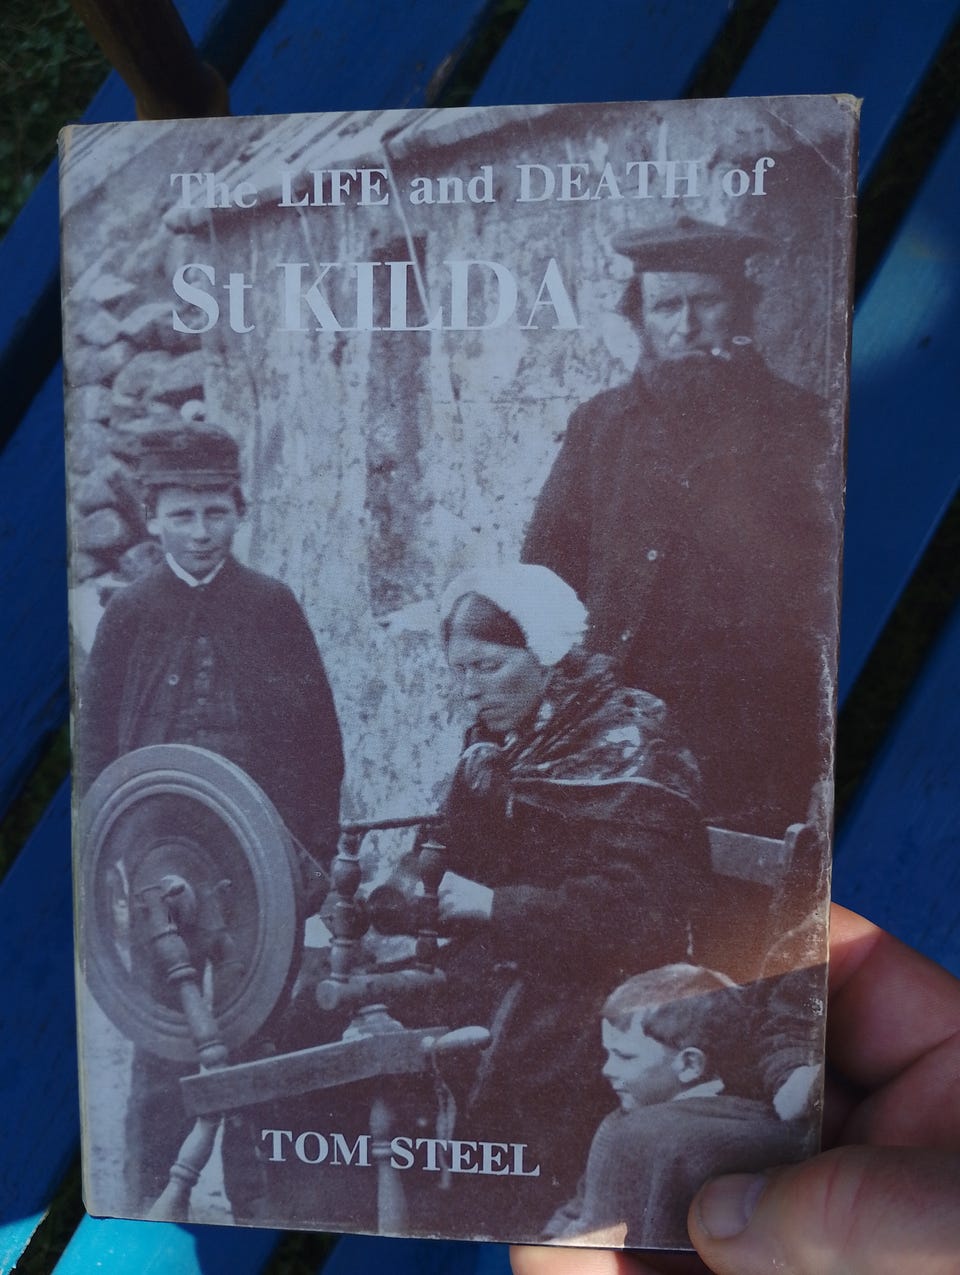 The LIFE and DEATH of
St KILDA
TOM STEEL